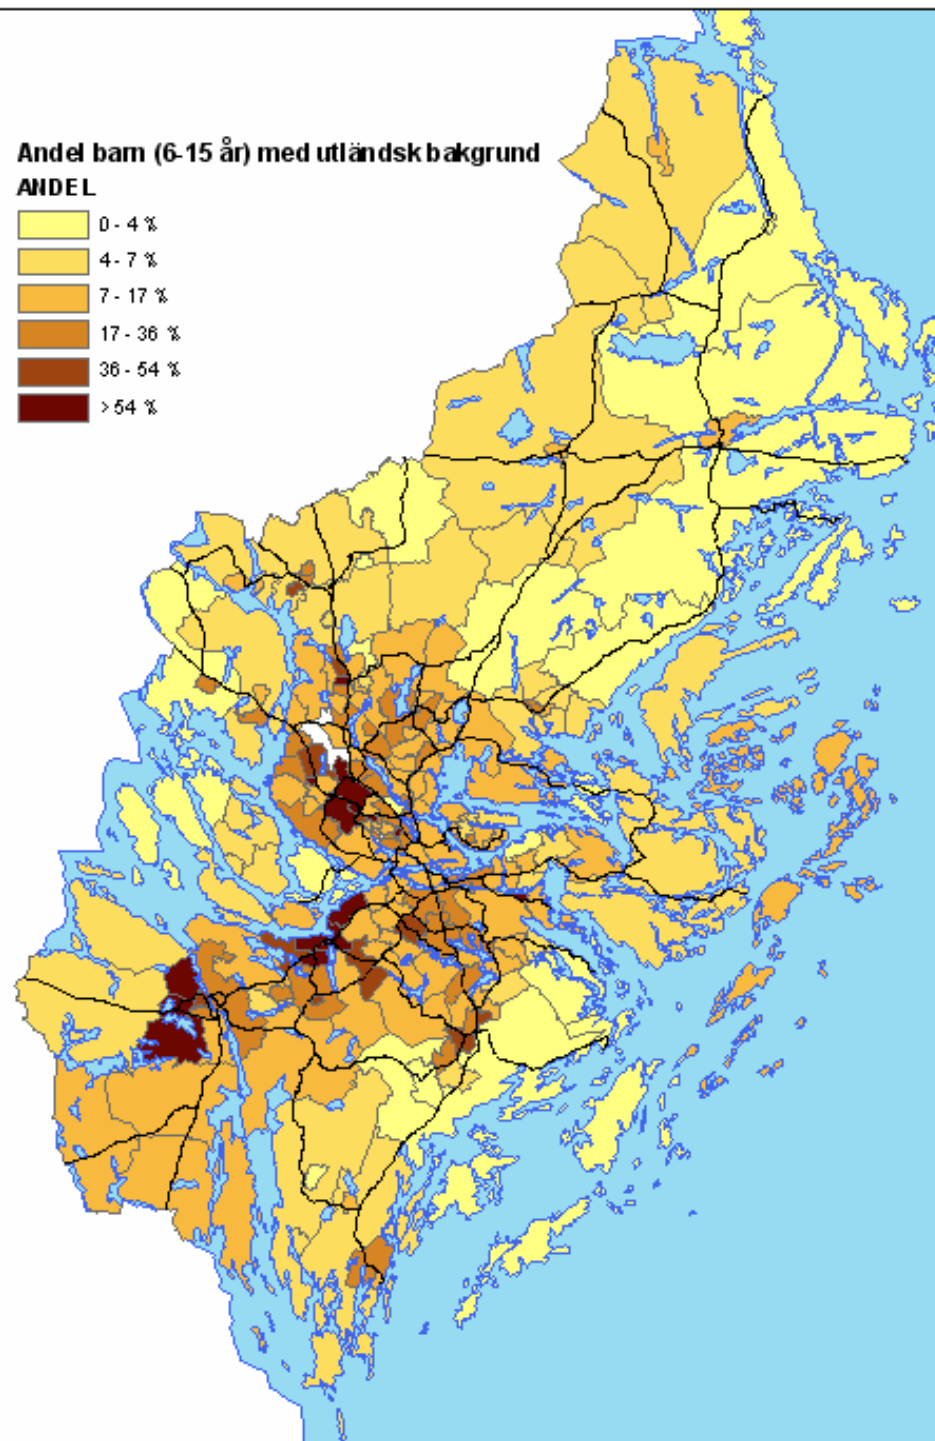 Andel barn (6-15 år) med utländsk bakgrund
ANDEL
0 - 4 %
4 - 7 %
7 - 17 %
17 - 36 %
36 - 54 %
> 54 %